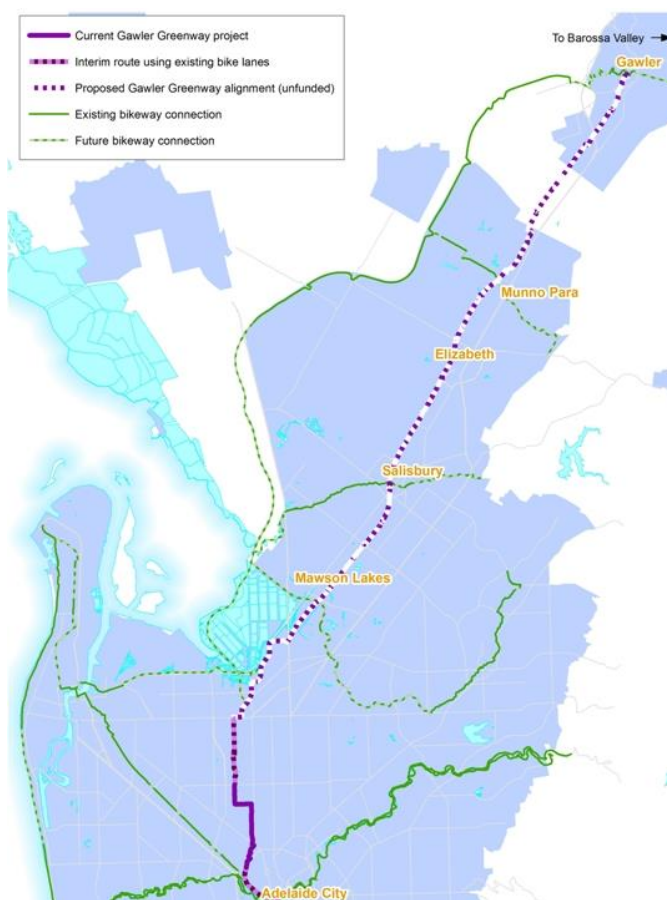 Current Gawler Greenway project
Interim route using existing bike lanes
Proposed Gawler Greenway alignment (unfunded)
Existing bikeway connection
Future bikeway connection
To Barossa Valley
Gawler
Munno Para
Elizabeth
Salisbury
Mawson Lakes
Adelaide City